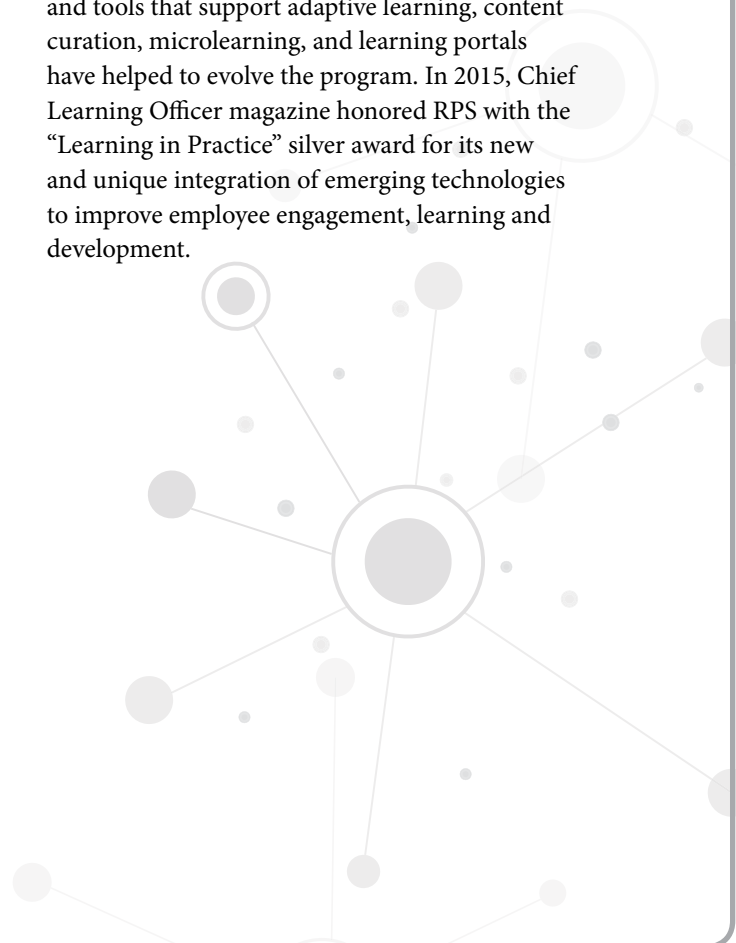 and tools that support adaptive learning, content
curation, microlearning, and learning portals
have helped to evolve the program. In 2015, Chief
Learning Officer magazine honored RPS with the
“Learning in Practice” silver award for its new
and unique integration of emerging technologies
to improve employee engagement, learning and
development.